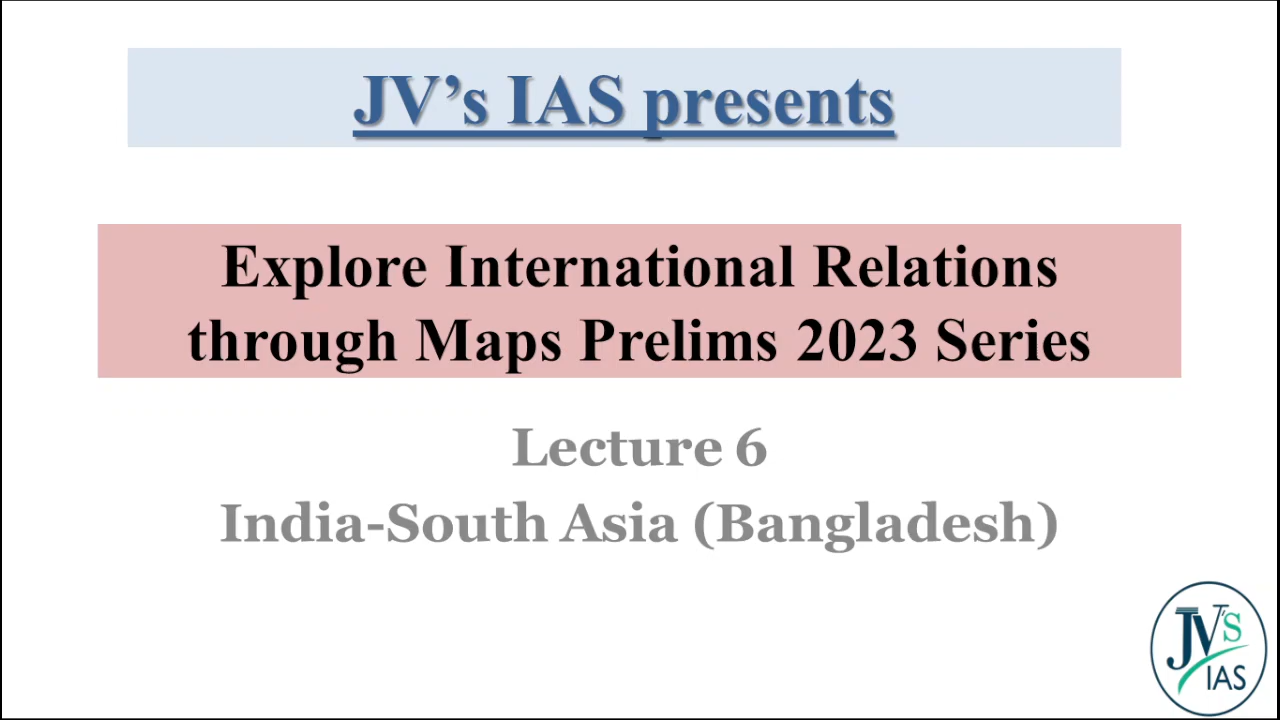 JV’s IAS presents
Explore International Relations
through Maps Prelims 2023 Series
Lecture 6
India-South Asia (Bangladesh)
JV's
IAS